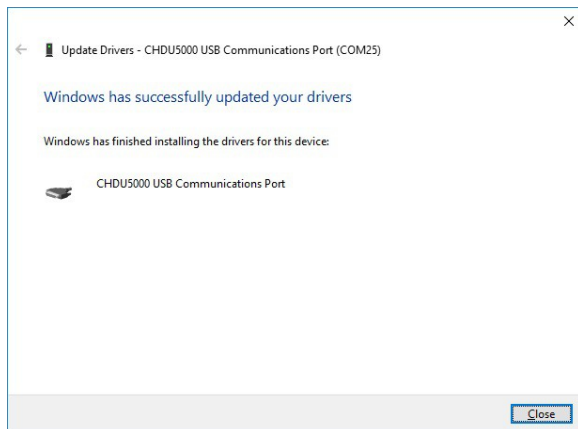 Update Drivers - CHDU5000 USB Communications Port (COM25)
Windows has successfully updated your drivers
Windows has finished installing the drivers for this device:
CHDU5000 USB Communications Port
Close